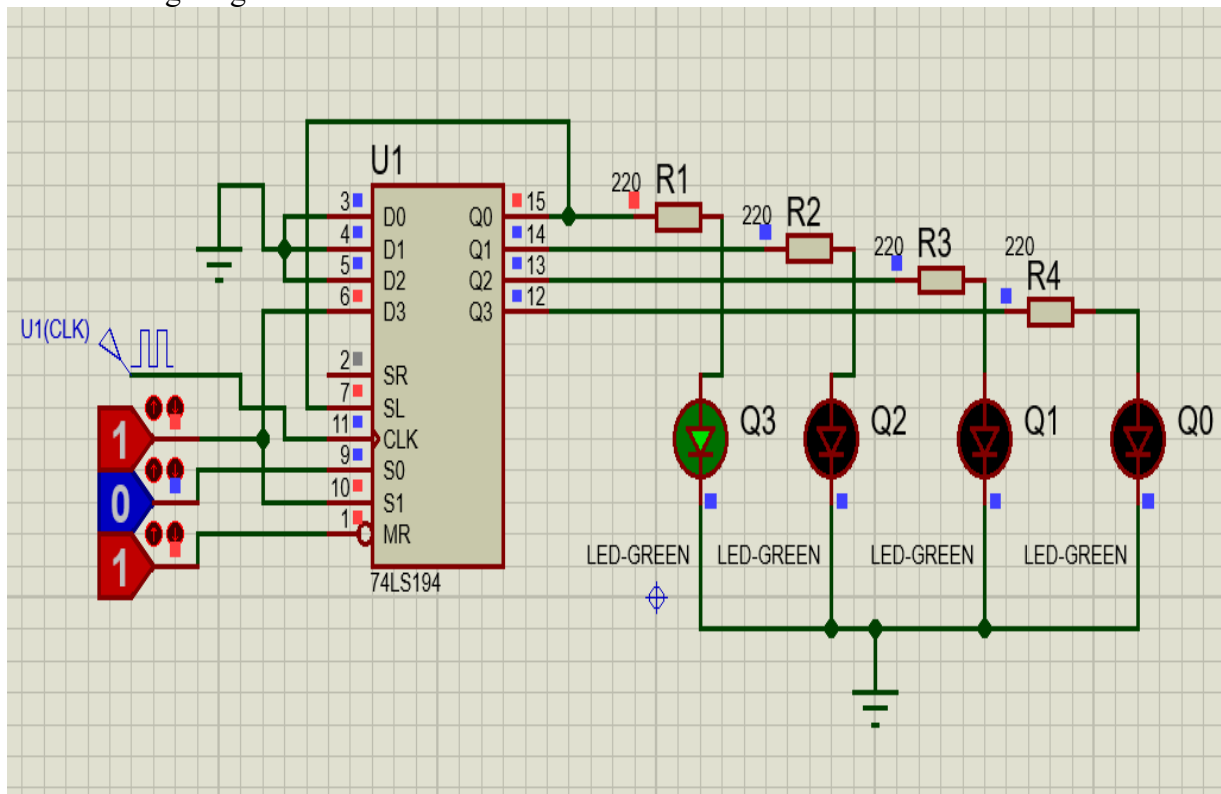 U1
220 R1
220 R2
220 R3
220
R4
3 D0 Q0 15
4 D1 Q1 14
5 D2 Q2 13
6 D3 Q3 12
U1(CLK)
2 SR
7 SL
11 CLK
9 S0
10 S1
1 MR
1
0
1
74LS194
Q3 Q2 Q1 Q0
LED-GREEN LED-GREEN LED-GREEN LED-GREEN